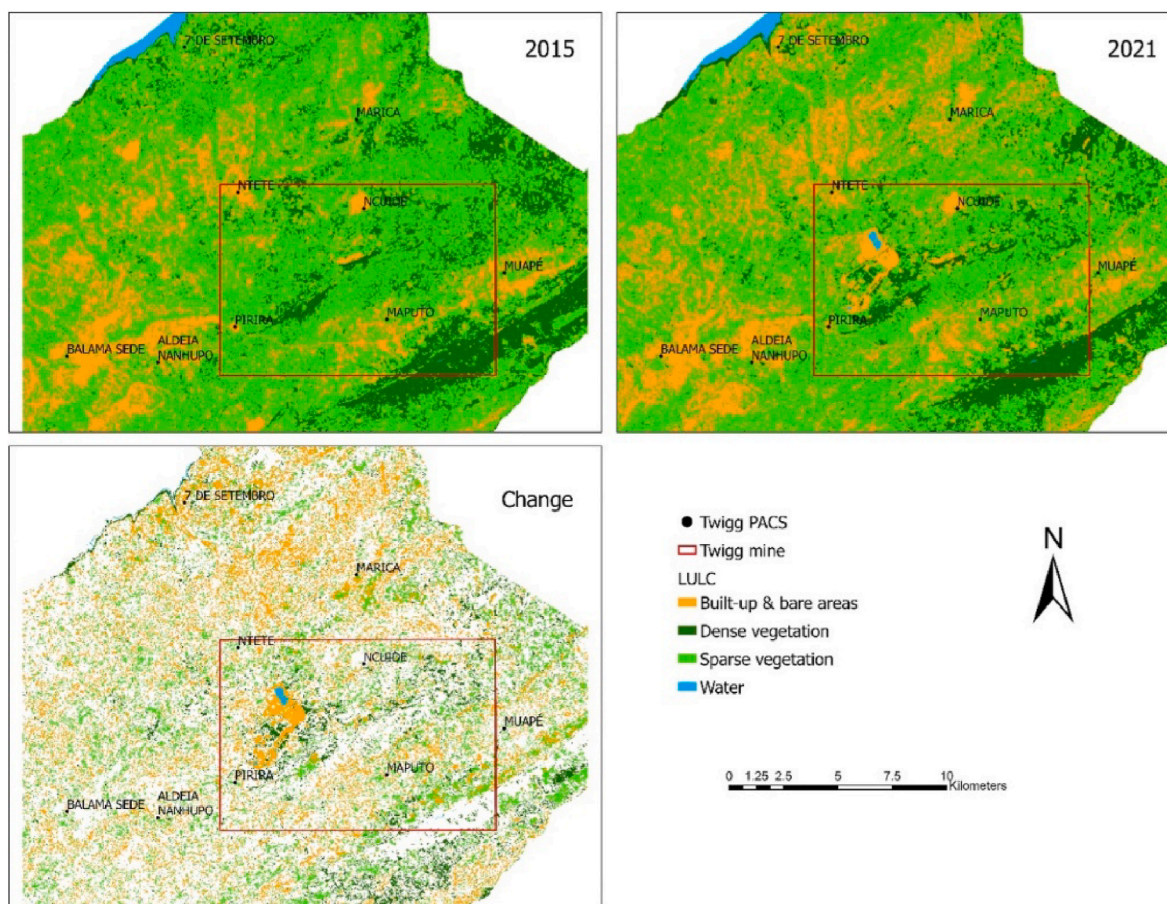 2015
7 DE SETEMBRO
MARICA
NTETE
NCUIDE
MUAPÉ
PIRIRA
MAPUTO
BALAMA SEDE
ALDEIA
NANHUPO
2021
7 DE SETEMBRO
MARICA
NTETE
NCUIDE
MUAPÉ
PIRIRA
MAPUTO
BALAMA SEDE
ALDEIA
NANHUPO
Change
7 DE SETEMBRO
MARICA
NTETE
NCUIDE
MUAPÉ
PIRIRA
MAPUTO
BALAMA SEDE
ALDEIA
NANHUPO
Twigg PACS
Twigg mine
LULC
Built-up & bare areas
Dense vegetation
Sparse vegetation
Water
N
0 1.25 2.5 5 7.5 10
Kilometers